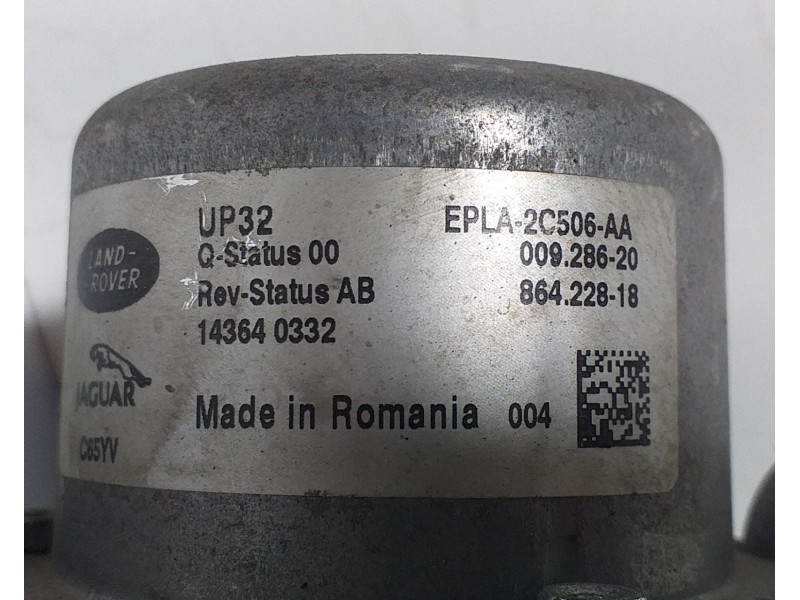 UP32 EPLA-2C506-AA
Q-Status 00 009.286-20
Rev-Status AB 864.228-18
14364 0332
LAND-
ROVER
JAGUAR
Made in Romania 004
C65YV